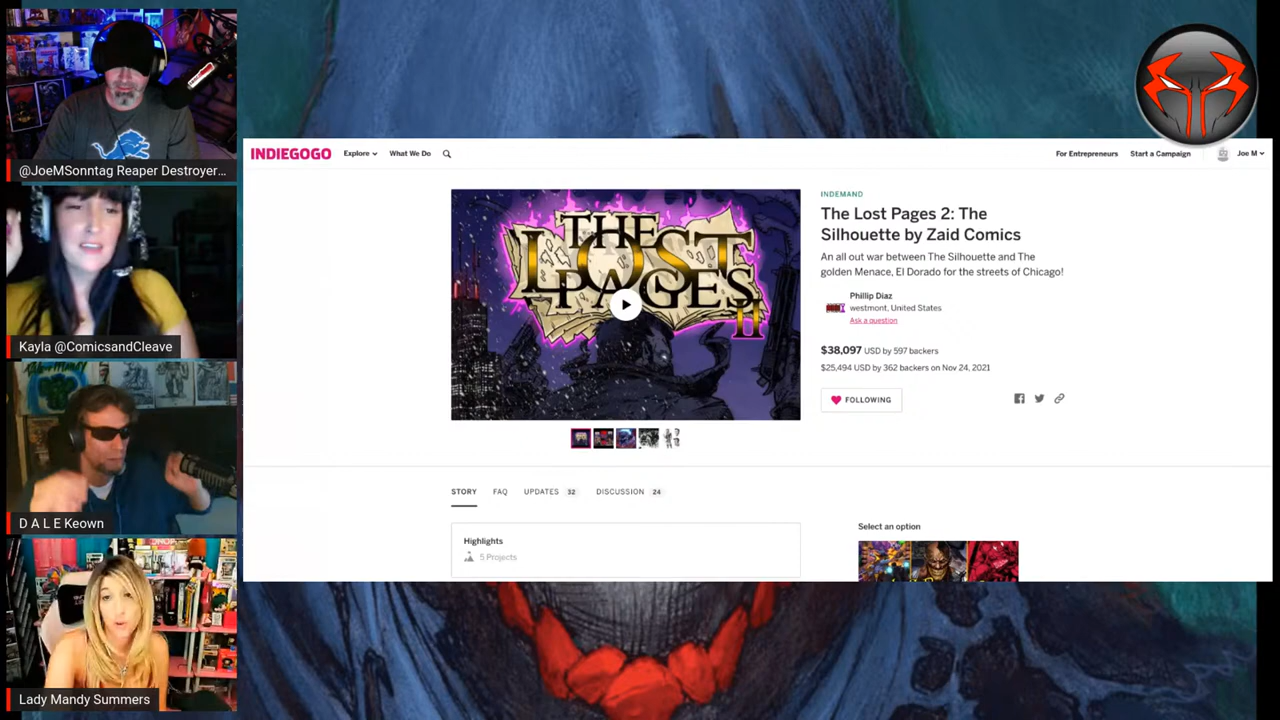 @JoeMSonntag Reaper Destroyer…
Kayla @ComicsandCleave
D A L E Keown
Lady Mandy Summers
INDIEGOGO
Explore
What We Do
For Entrepreneurs
Start a Campaign
Joe M
THE
LOST
PAGES
II
INDEMAND
The Lost Pages 2: The
Silhouette by Zaid Comics
An all out war between The Silhouette and The
golden Menace, El Dorado for the streets of Chicago!
Phillip Diaz
westmont, United States
Ask a question
$38,097 USD by 597 backers
$25,494 USD by 362 backers on Nov 24, 2021
FOLLOWING
STORY
FAQ
UPDATES 32
DISCUSSION 24
Highlights
5 Projects
Select an option